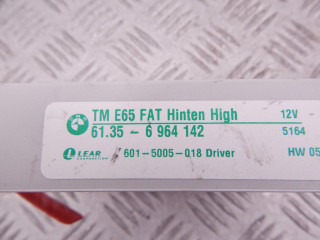 TM E65 FAT Hinten High 12V
61.35 - 6 964 142 5164
LEAR CORPORATION 601-5005-018 Driver HW 05